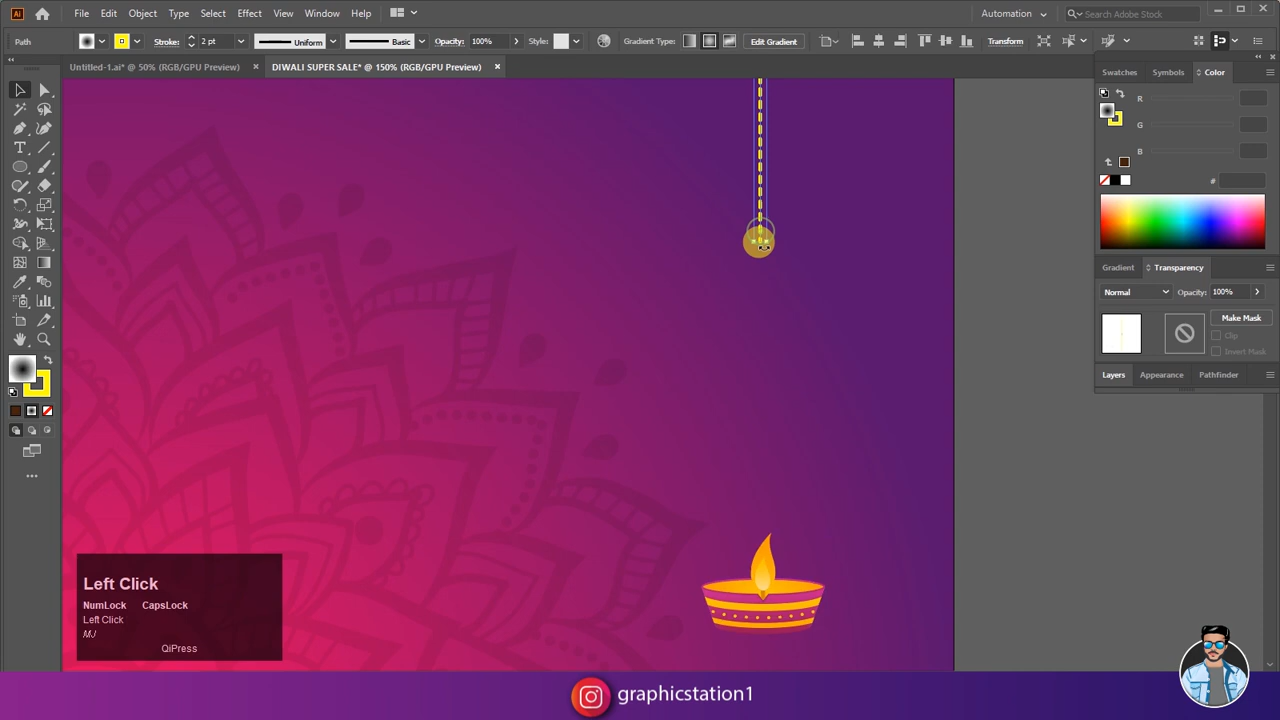 Ai File Edit Object Type Select Effect View Window Help Automation Search Adobe Stock
Path Stroke: 2 pt Uniform Basic Opacity: 100% Style: Gradient Type: Edit Gradient Transform
Untitled-1.ai* @ 50% (RGB/GPU Preview) × DIWALI SUPER SALE* @ 150% (RGB/GPU Preview) ×
Swatches Symbols Color
R
G
B
#
Gradient Transparency
Normal Opacity: 100%
Make Mask
Clip
Invert Mask
Layers Appearance Pathfinder
Left Click
NumLock CapsLock
Left Click
QiPress
graphicstation1